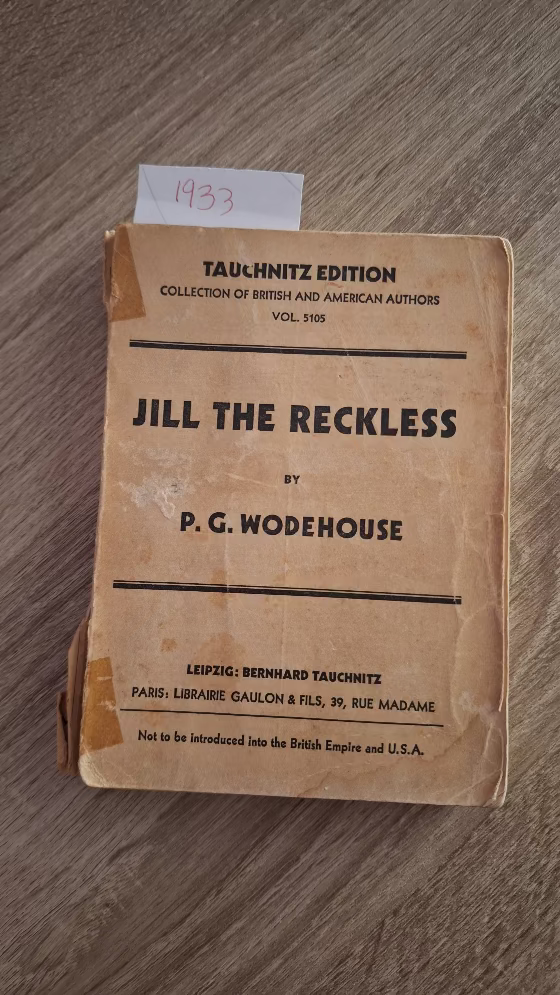 1933
TAUCHNITZ EDITION
COLLECTION OF BRITISH AND AMERICAN AUTHORS
VOL. 5105
JILL THE RECKLESS
BY
P. G. WODEHOUSE
LEIPZIG: BERNHARD TAUCHNITZ
PARIS: LIBRAIRIE GAULON & FILS, 39, RUE MADAME
Not to be introduced into the British Empire and U.S.A.